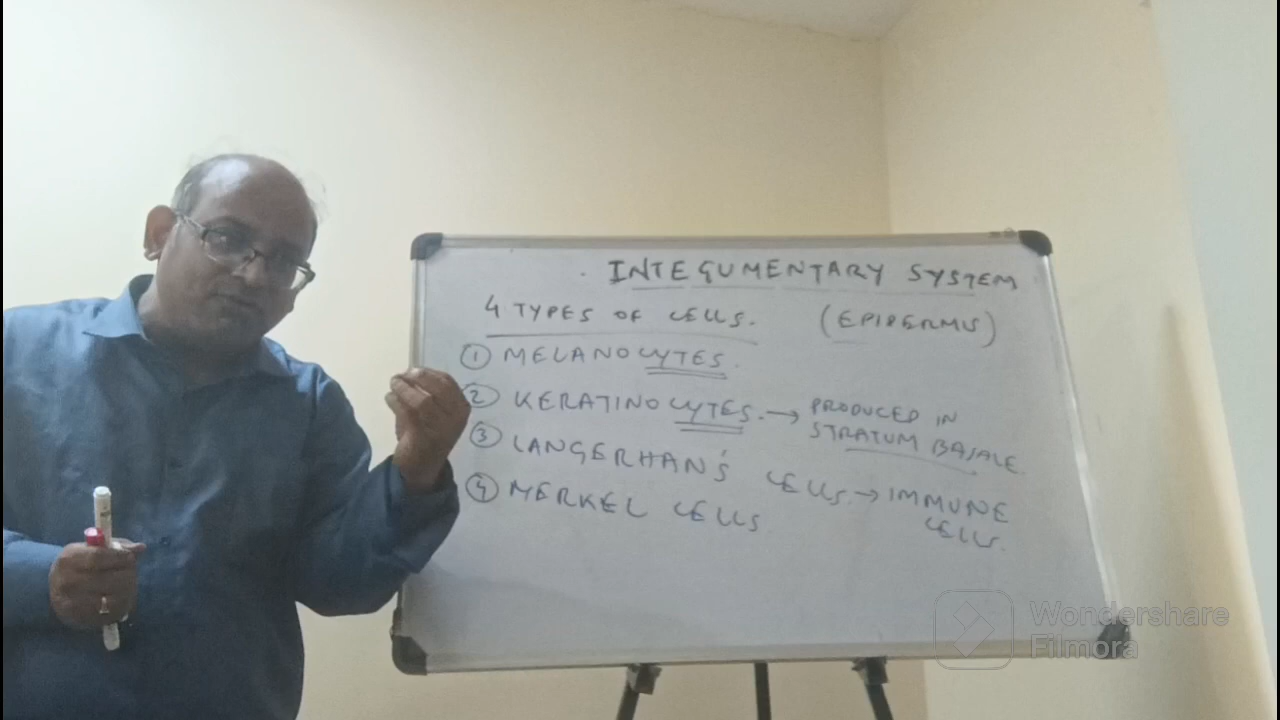 INTEGUMENTARY SYSTEM
4 TYPES OF CELLS. (EPIDERMIS)
① MELANOCYTES.
② KERATINOCYTES. → PRODUCED IN
STRATUM BASALE.
③ LANGERHAN'S CELLS. → IMMUNE
CELLS.
④ MERKEL CELLS
Wondershare
Filmora